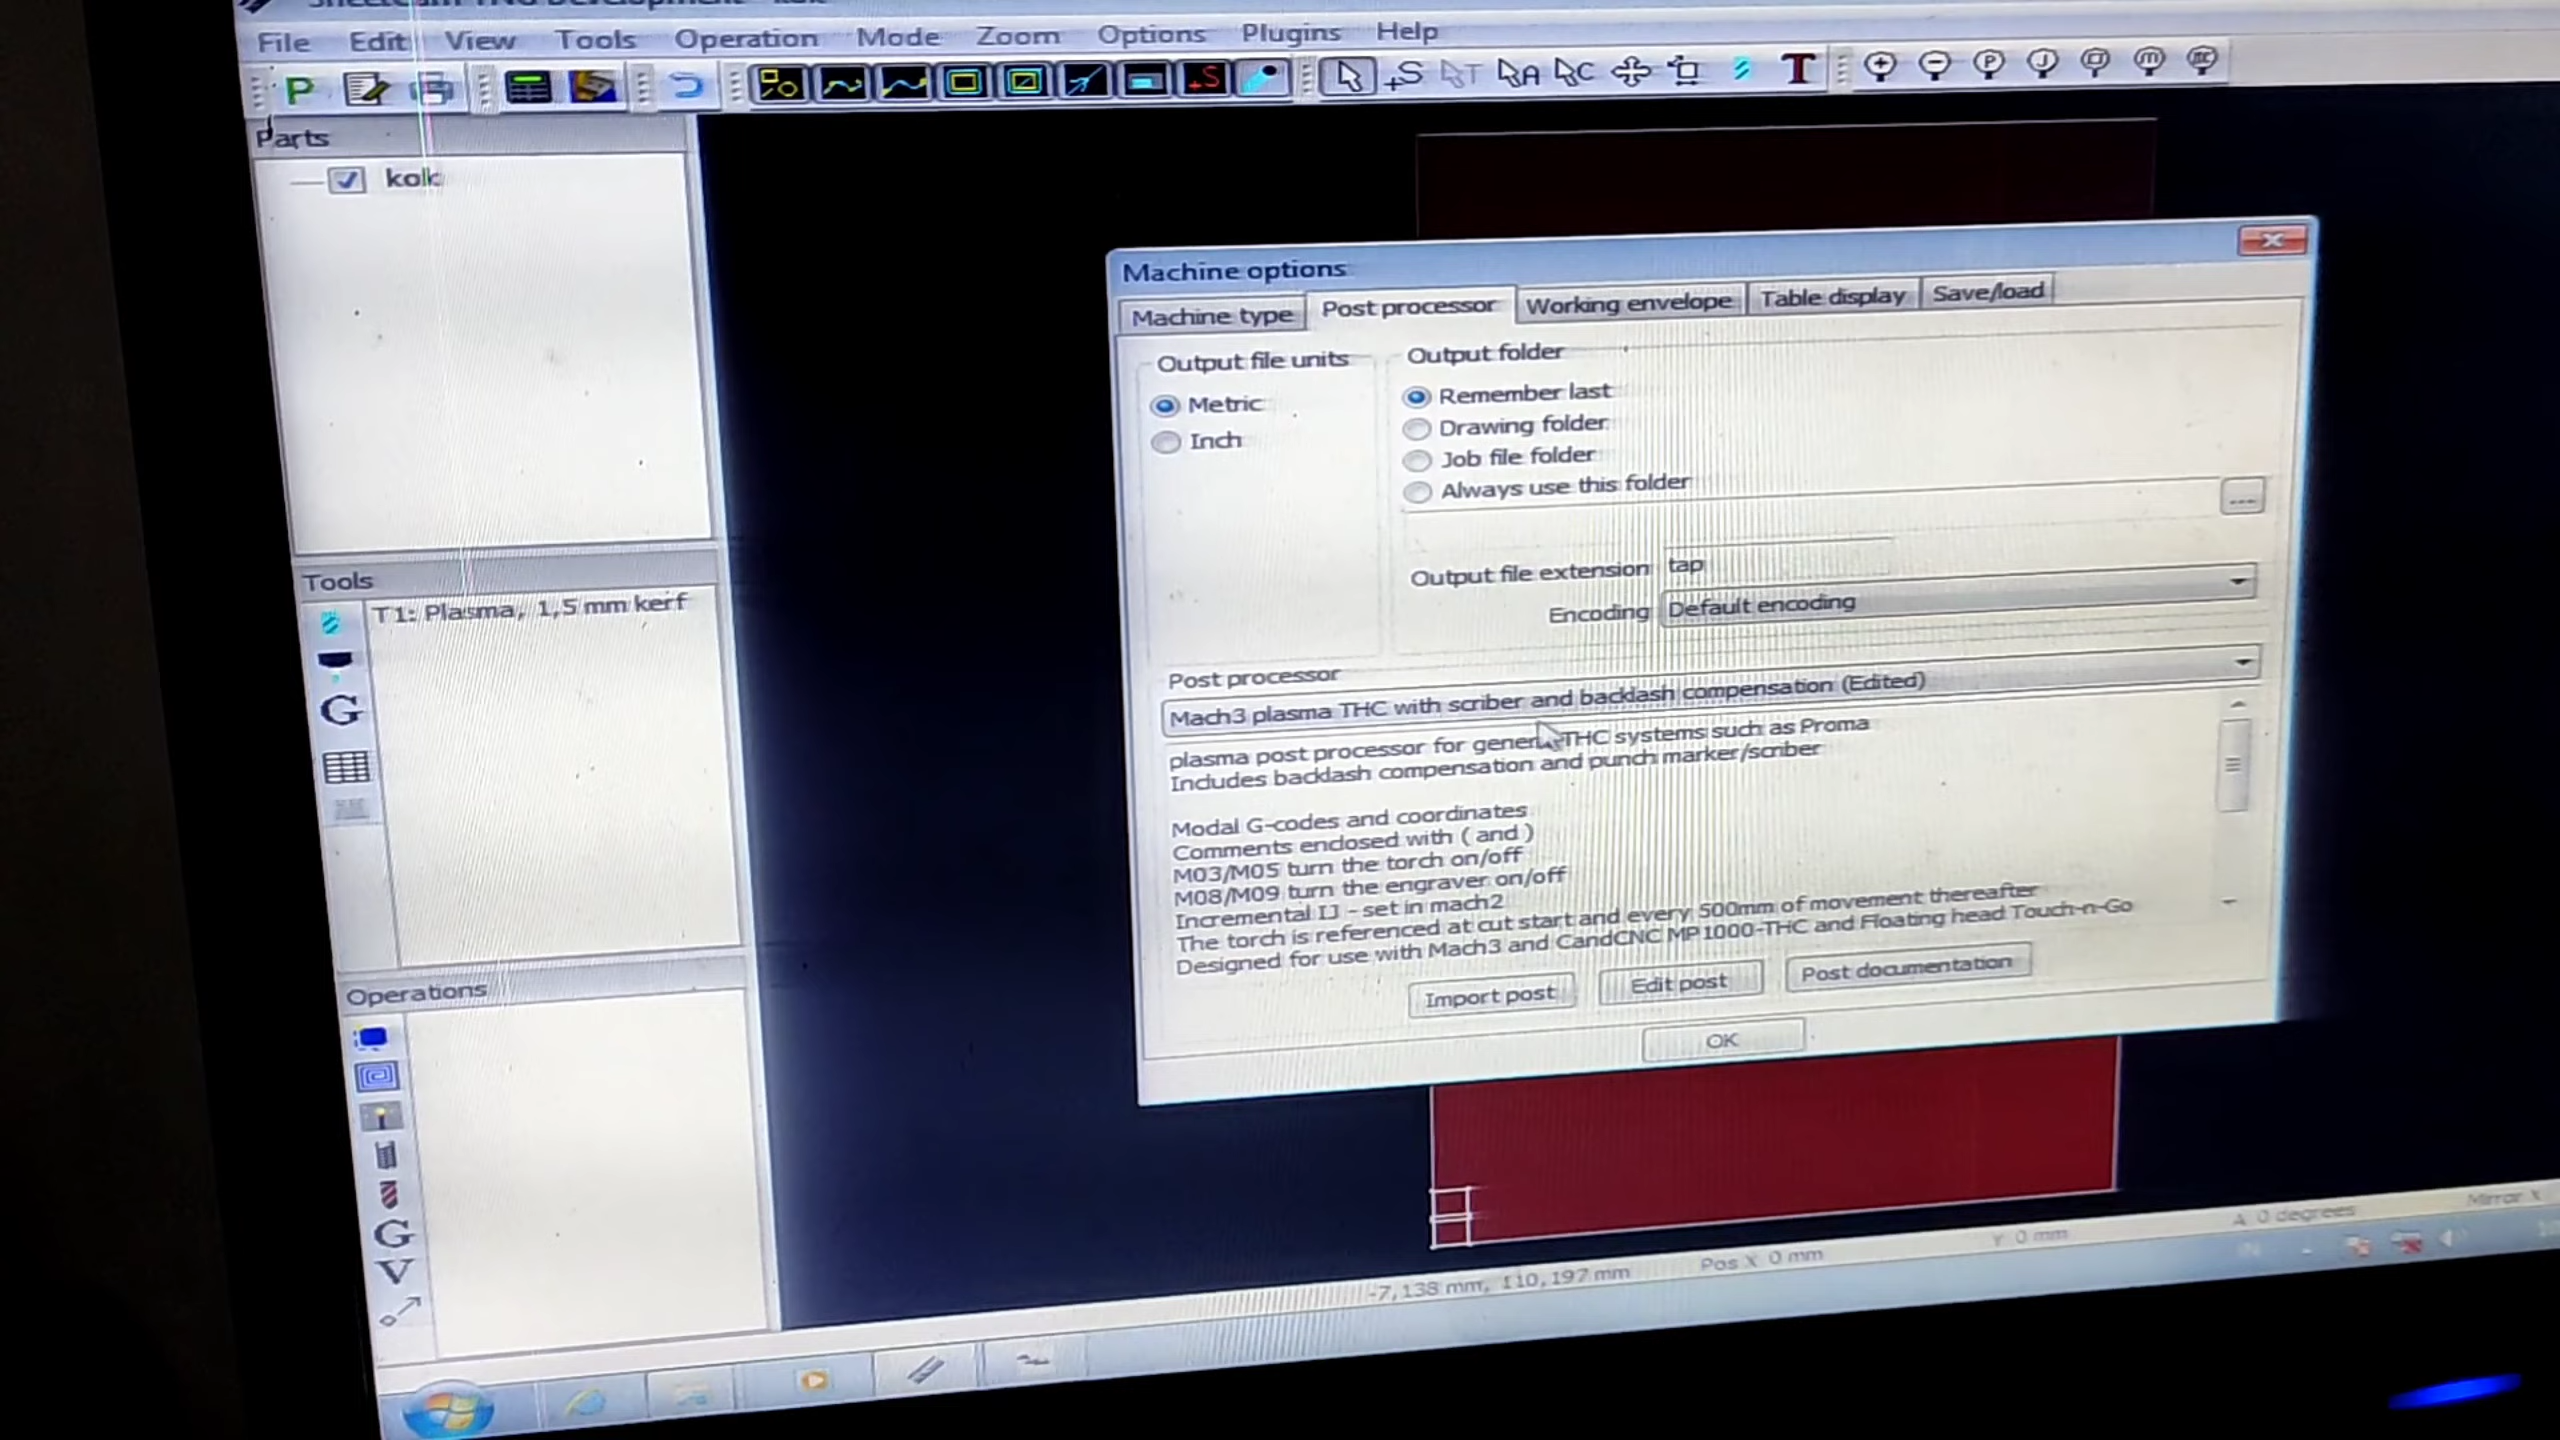 File Edit View Tools Operation Mode Zoom Options Plugins Help
P
+S
+S T A C T P J m
Parts
kolk
Machine options
Machine type Post processor Working envelope Table display Save/load
Output file units
Metric
Inch
Output folder
Remember last
Drawing folder
Job file folder
Always use this folder
...
Output file extension tap
Encoding Default encoding
Post processor
Mach3 plasma THC with scriber and backlash compensation (Edited)
plasma post processor for THC systems such as Proma
Includes backlash compensation and punch marker/scriber
Modal G-codes and coordinates
Comments enclosed with ( and )
M03/M05 turn the torch on/off
M08/M09 turn the engraver on/off
Incremental IJ - set in mach2
The torch is referenced at cut start and every 500mm of movement thereafter
Designed for use with Mach3 and CandCNC MP1000-THC and Floating head Touch-n-Go
Import post Edit post Post documentation
OK
Tools
T1: Plasma, 1,5 mm kerf
G
Operations
G
V
-7,138 mm, 110,197 mm Pos X 0 mm Y 0 mm A 0 degrees Mirror X